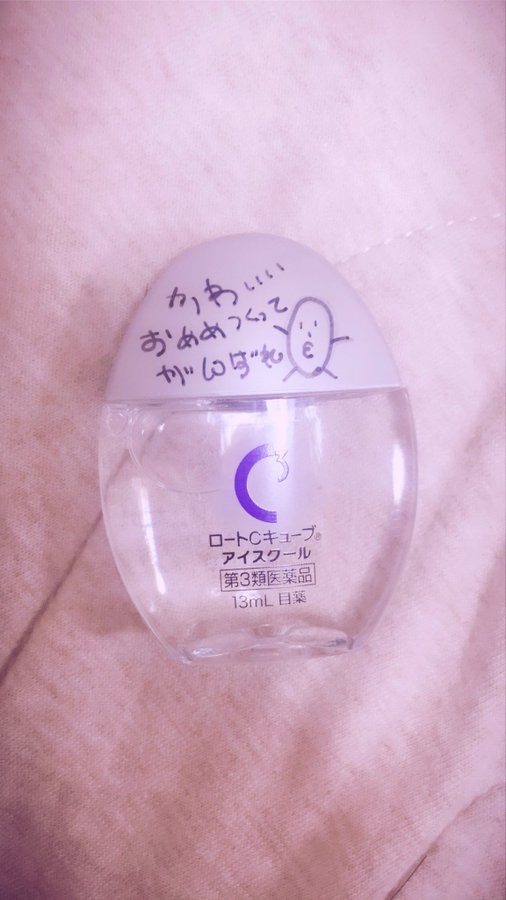 かわいい
おめめつくって
がんばれ
C3
ロートCキューブ®
アイスクール
第3類医薬品
13mL 目薬